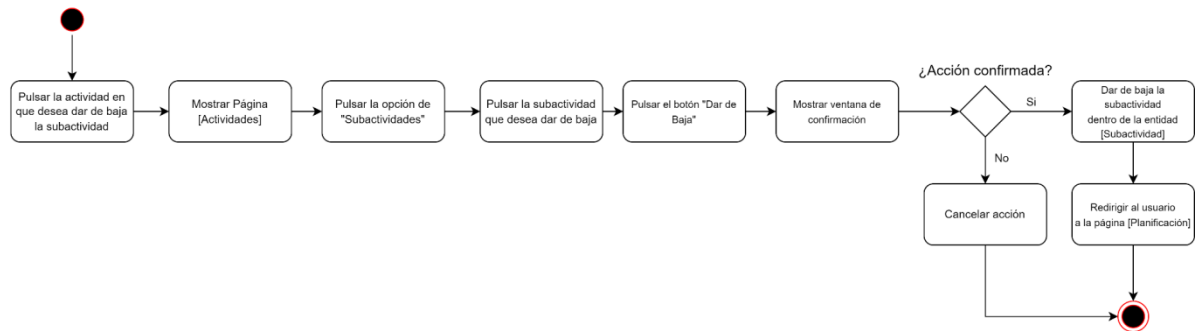 Pulsar la actividad en
que desea dar de baja
la subactividad
Mostrar Página
[Actividades]
Pulsar la opción de
"Subactividades"
Pulsar la subactividad
que desea dar de baja
Pulsar el botón "Dar de
Baja"
Mostrar ventana de
confirmación
¿Acción confirmada?
Si
No
Dar de baja la
subactividad
dentro de la entidad
[Subactividad]
Cancelar acción
Redirigir al usuario
a la página [Planificación]